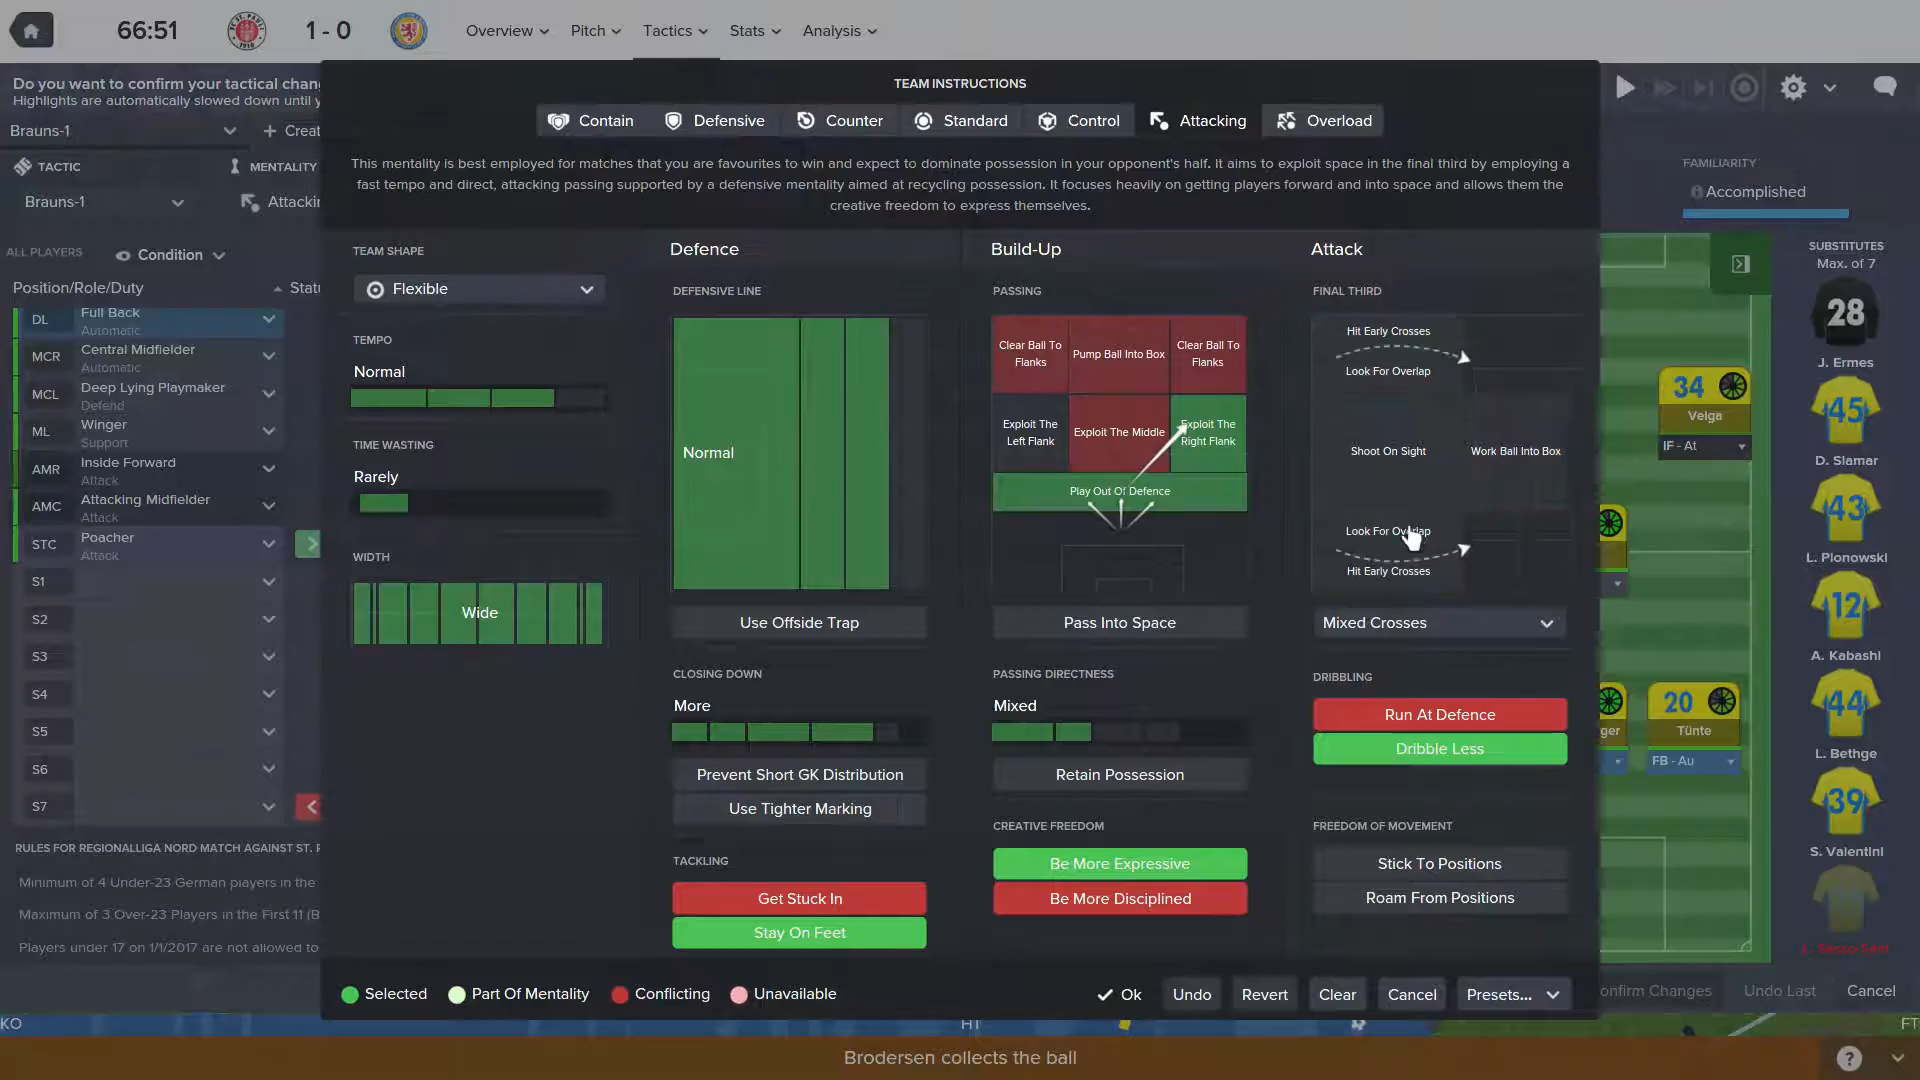 66:51
1 - 0
Overview
Pitch
Tactics
Stats
Analysis
Do you want to confirm your tactical chan
Highlights are automatically slowed down until y
Brauns-1
Creat
TACTIC
MENTALITY
Brauns-1
Attackin
ALL PLAYERS
Condition
Position/Role/Duty
Statu
DL
Full Back
Automatic
MCR
Central Midfielder
Automatic
MCL
Deep Lying Playmaker
Defend
ML
Winger
Support
AMR
Inside Forward
Attack
AMC
Attacking Midfielder
Attack
STC
Poacher
Attack
S1
S2
S3
S4
S5
S6
S7
RULES FOR REGIONALLIGA NORD MATCH AGAINST ST. P
Minimum of 4 Under-23 German players in the
Maximum of 3 Over-23 Players in the First 11 (B
Players under 17 on 1/1/2017 are not allowed to
TEAM INSTRUCTIONS
Contain
Defensive
Counter
Standard
Control
Attacking
Overload
This mentality is best employed for matches that you are favourites to win and expect to dominate possession in your opponent's half. It aims to exploit space in the final third by employing a
fast tempo and direct, attacking passing supported by a defensive mentality aimed at recycling possession. It focuses heavily on getting players forward and into space and allows them the
creative freedom to express themselves.
TEAM SHAPE
Flexible
TEMPO
Normal
TIME WASTING
Rarely
WIDTH
Wide
Defence
DEFENSIVE LINE
Normal
Use Offside Trap
CLOSING DOWN
More
Prevent Short GK Distribution
Use Tighter Marking
TACKLING
Get Stuck In
Stay On Feet
Build-Up
PASSING
Clear Ball To
Flanks
Pump Ball Into Box
Clear Ball To
Flanks
Exploit The
Left Flank
Exploit The Middle
Exploit The
Right Flank
Play Out Of Defence
Pass Into Space
PASSING DIRECTNESS
Mixed
Retain Possession
CREATIVE FREEDOM
Be More Expressive
Be More Disciplined
Attack
FINAL THIRD
Hit Early Crosses
Look For Overlap
Shoot On Sight
Work Ball Into Box
Look For Overlap
Hit Early Crosses
Mixed Crosses
DRIBBLING
Run At Defence
Dribble Less
FREEDOM OF MOVEMENT
Stick To Positions
Roam From Positions
Selected
Part Of Mentality
Conflicting
Unavailable
Ok
Undo
Revert
Clear
Cancel
Presets...
FAMILIARITY
Accomplished
34
Veiga
IF - At
ger
20
Tünte
FB - Au
SUBSTITUTES
Max. of 7
28
J. Ermes
45
D. Slamar
43
L. Plonowski
12
A. Kabashi
44
L. Bethge
39
S. Valentini
onfirm Changes
Undo Last
Cancel
KO
HT
FT
Brodersen collects the ball
?